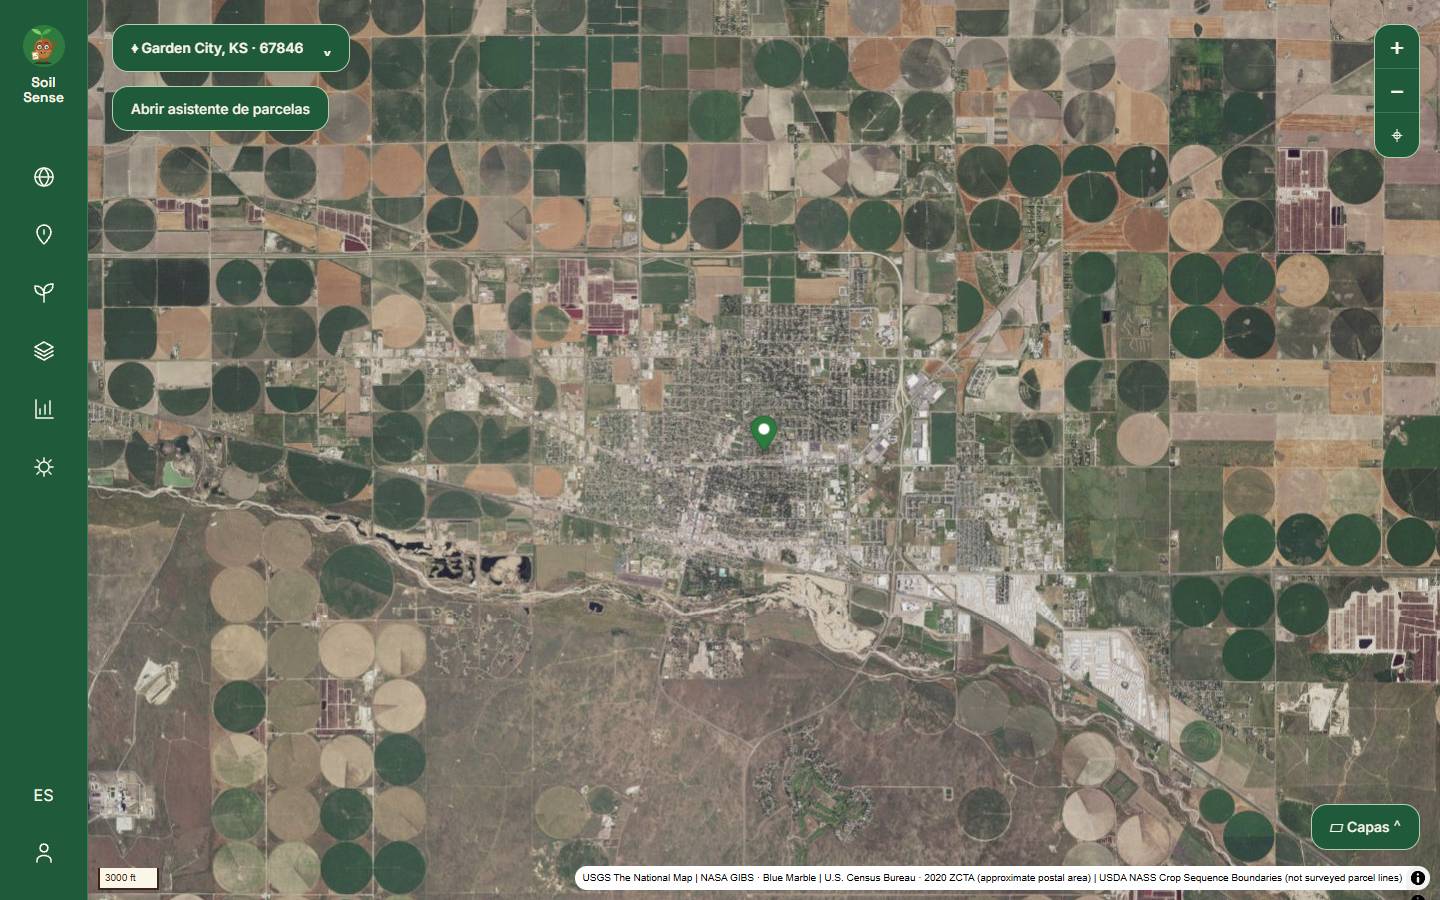 Soil
Sense
Garden City, KS · 67846
Abrir asistente de parcelas
ES
Capas
3000 ft
USGS The National Map | NASA GIBS · Blue Marble | U.S. Census Bureau · 2020 ZCTA (approximate postal area) | USDA NASS Crop Sequence Boundaries (not surveyed parcel lines)